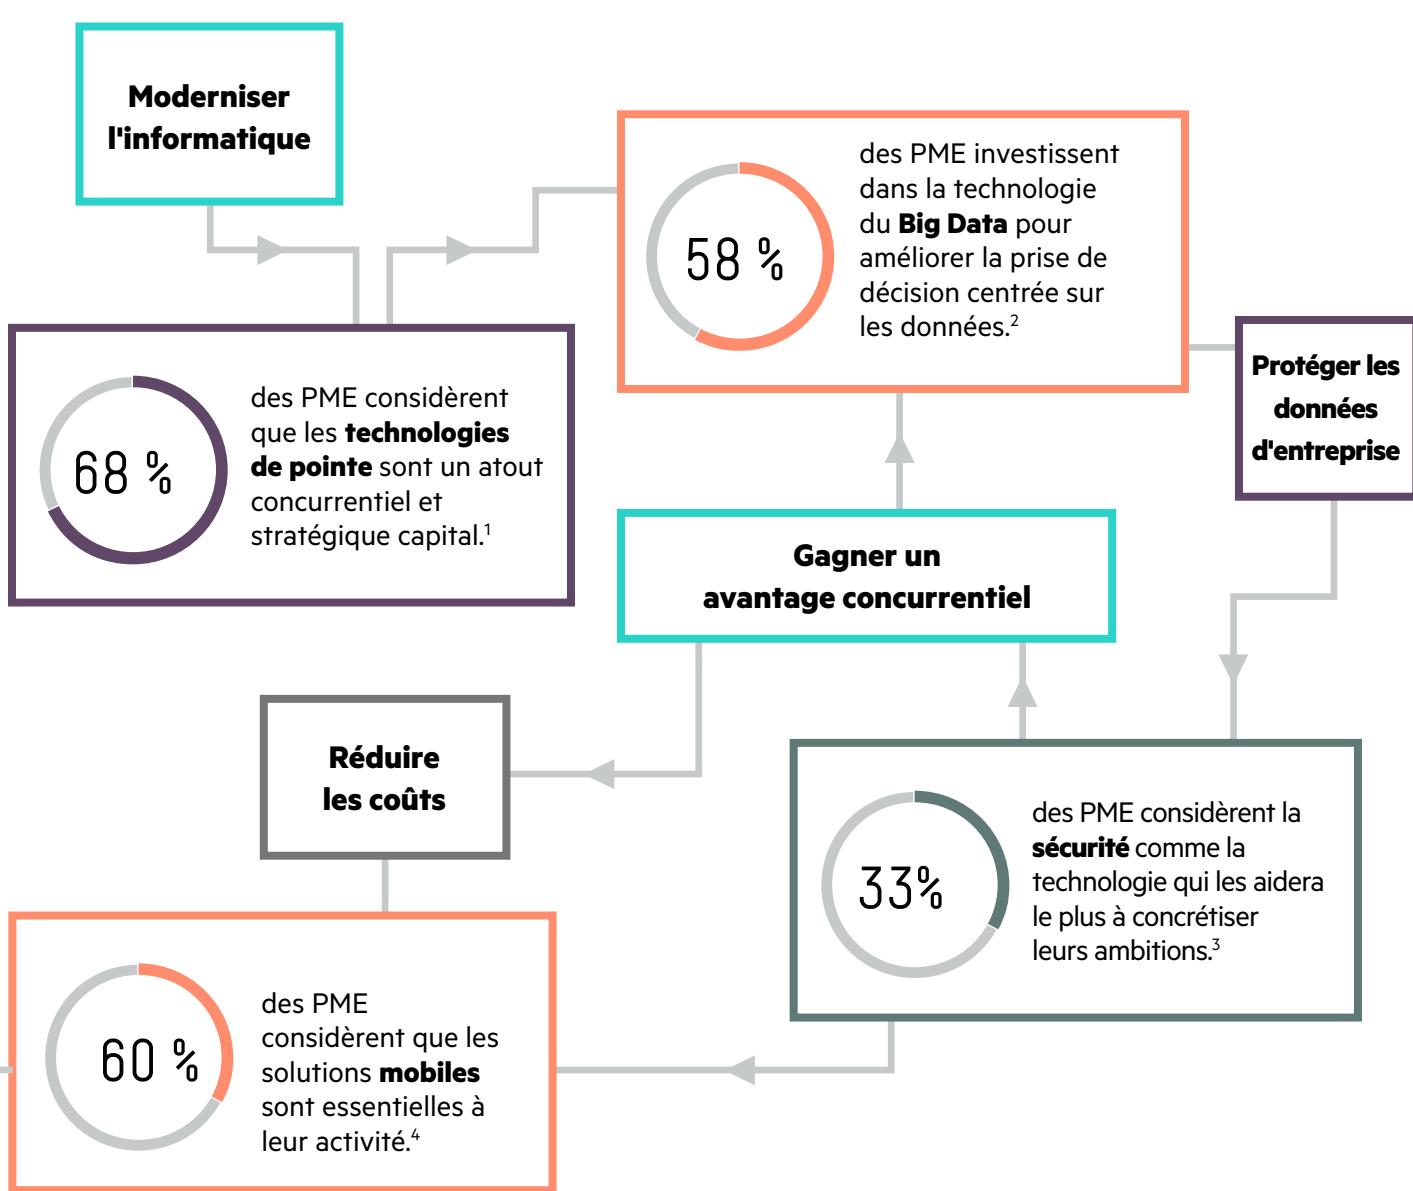 Moderniser
l'informatique
58 %
des PME investissent
dans la technologie
du Big Data pour
améliorer la prise de
décision centrée sur
les données.²
68 %
des PME considèrent
que les technologies
de pointe sont un atout
concurrentiel et
stratégique capital.¹
Protéger les
données
d'entreprise
Gagner un
avantage concurrentiel
Réduire
les coûts
33%
des PME considèrent la
sécurité comme la
technologie qui les aidera
le plus à concrétiser
leurs ambitions.³
60 %
des PME
considèrent que les
solutions mobiles
sont essentielles à
leur activité.⁴